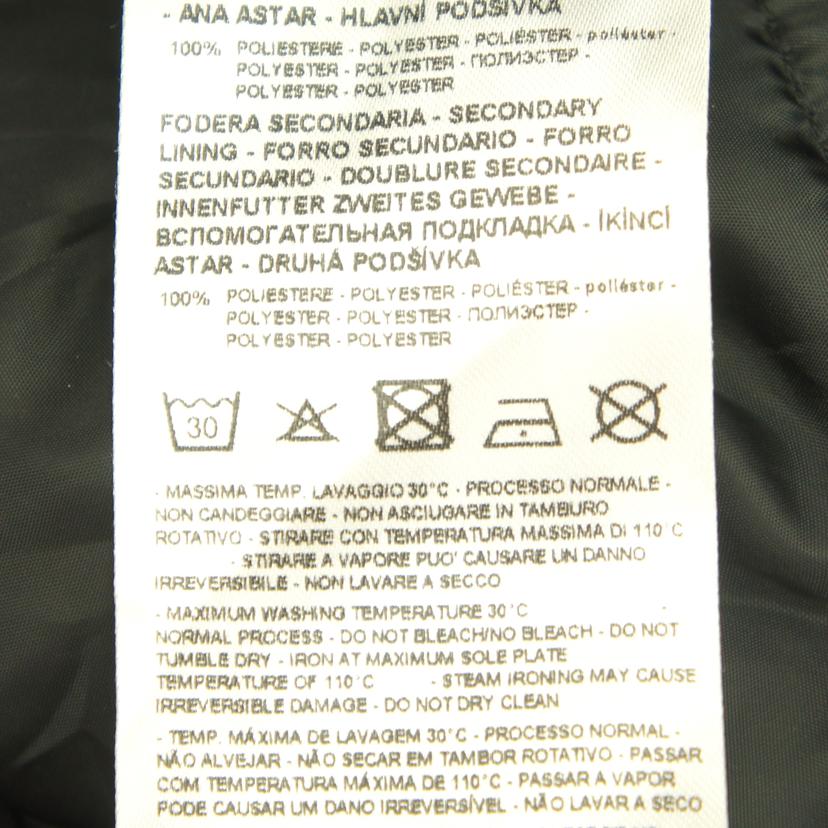 - ANA ASTAR - HLAVNÍ PODŠÍVKA
100% POLIESTERE - POLYESTER - POLIÉSTER - poliéster -
POLYESTER - POLYESTER - ПОЛИЭСТЕР -
POLYESTER - POLYESTER
FODERA SECONDARIA - SECONDARY
LINING - FORRO SECUNDARIO - FORRO
SECUNDÁRIO - DOUBLURE SECONDAIRE -
INNENFUTTER ZWEITES GEWEBE -
ВСПОМОГАТЕЛЬНАЯ ПОДКЛАДКА - İKİNCİ
ASTAR - DRUHÁ PODŠÍVKA
100% POLIESTERE - POLYESTER - POLIÉSTER - poliéster -
POLYESTER - POLYESTER - ПОЛИЭСТЕР -
POLYESTER - POLYESTER
30
- MASSIMA TEMP. LAVAGGIO 30°C - PROCESSO NORMALE -
NON CANDEGGIARE - NON ASCIUGARE IN TAMBURO
ROTATIVO - STIRARE CON TEMPERATURA MASSIMA DI 110°C
- STIRARE A VAPORE PUO' CAUSARE UN DANNO
IRREVERSIBILE - NON LAVARE A SECCO
- MAXIMUM WASHING TEMPERATURE 30°C -
NORMAL PROCESS - DO NOT BLEACH/NO BLEACH - DO NOT
TUMBLE DRY - IRON AT MAXIMUM SOLE PLATE
TEMPERATURE OF 110°C - STEAM IRONING MAY CAUSE
IRREVERSIBLE DAMAGE - DO NOT DRY CLEAN
- TEMP. MÁXIMA DE LAVAGEM 30°C - PROCESSO NORMAL -
NÃO ALVEJAR - NÃO SECAR EM TAMBOR ROTATIVO - PASSAR
COM TEMPERATURA MÁXIMA DE 110°C - PASSAR A VAPOR
PODE CAUSAR UM DANO IRREVERSÍVEL - NÃO LAVAR A SECO